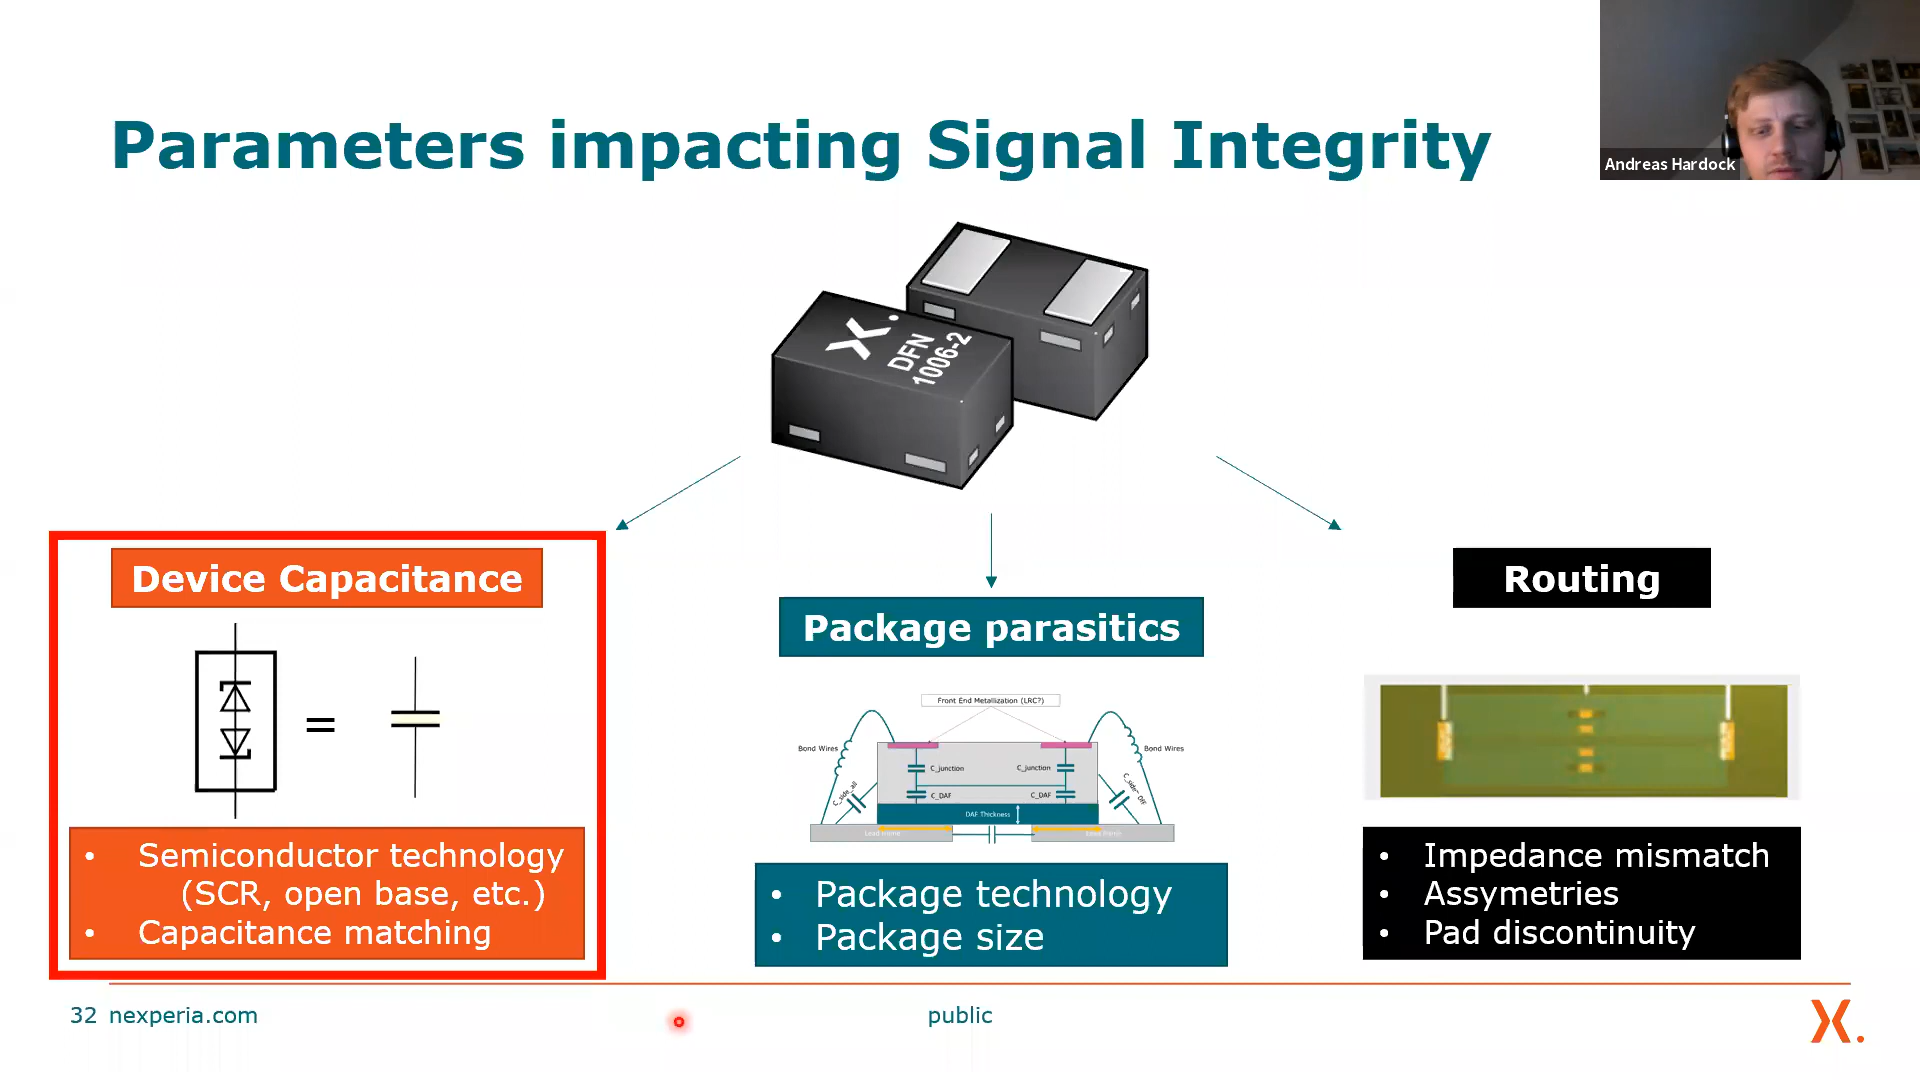 Parameters impacting Signal Integrity
Andreas Hardock
DFN
1006-2
Device Capacitance
=
• Semiconductor technology
(SCR, open base, etc.)
• Capacitance matching
Package parasitics
Front End Metallization (LRC?)
Bond Wires
Bond Wires
C_junction
C_junction
C_DAF
C_DAF
DAF Thickness
• Package technology
• Package size
Routing
• Impedance mismatch
• Assymetries
• Pad discontinuity
32 nexperia.com
public